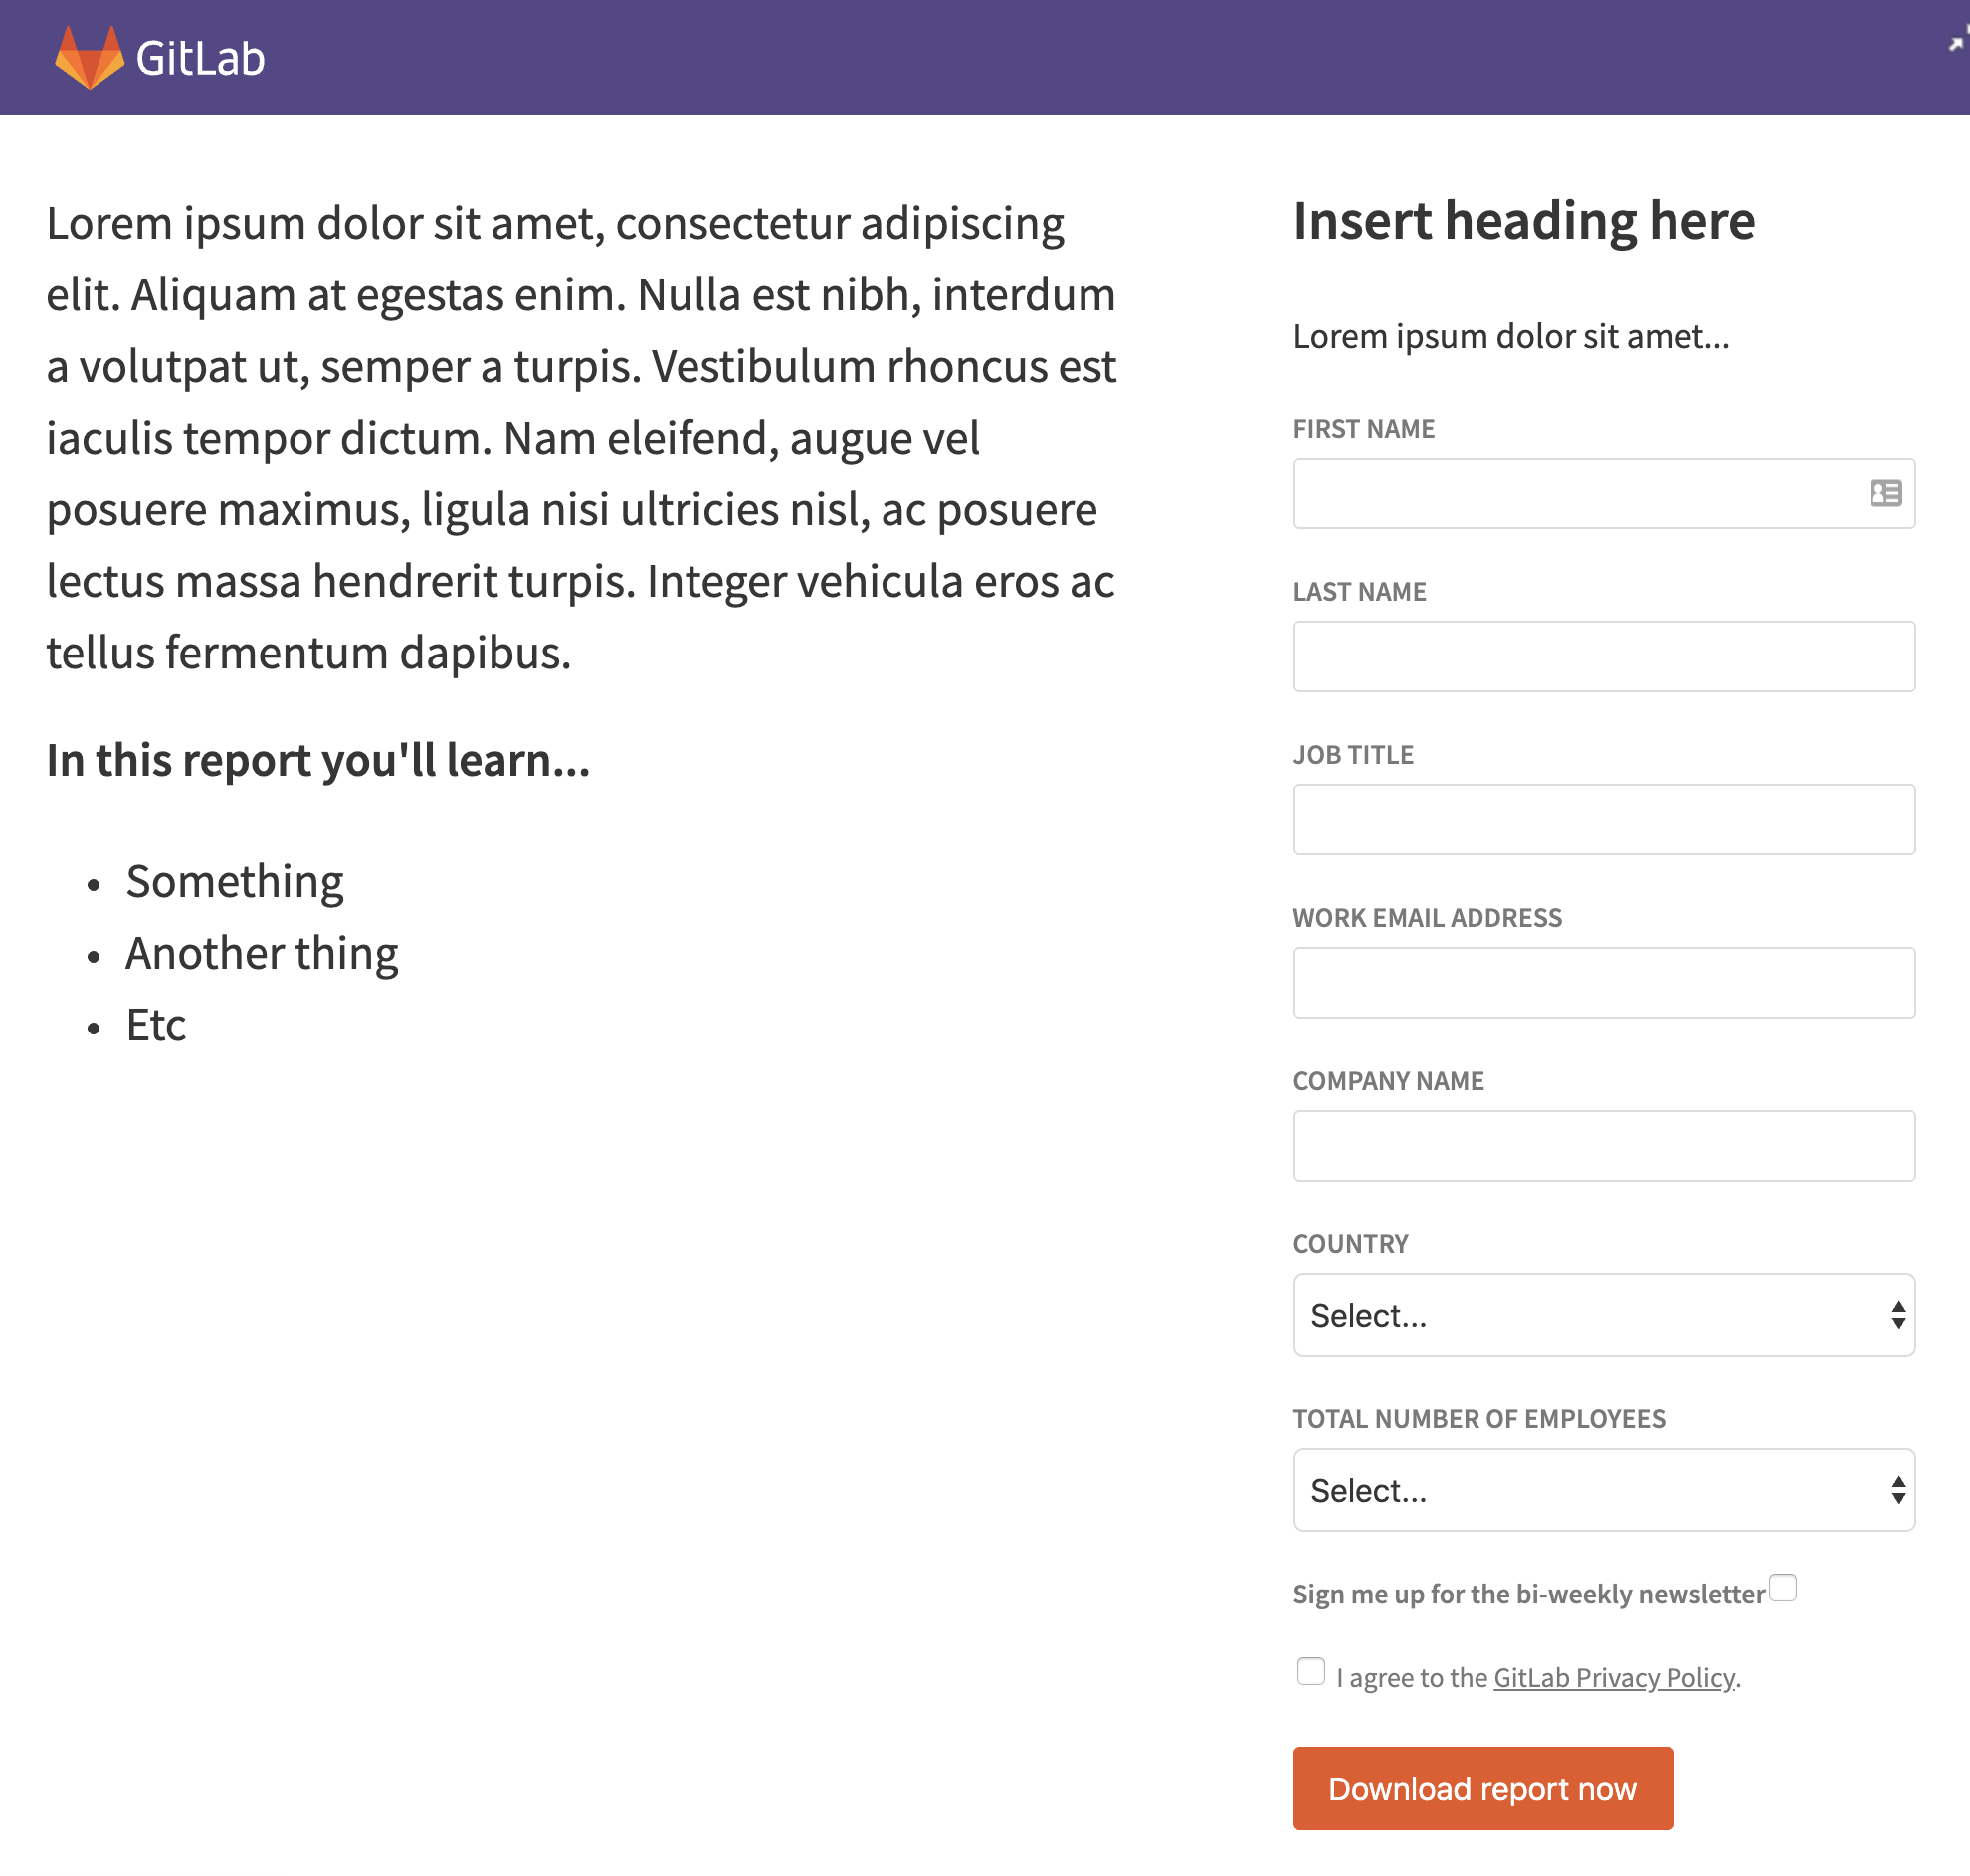 GitLab
Lorem ipsum dolor sit amet, consectetur adipiscing
elit. Aliquam at egestas enim. Nulla est nibh, interdum
a volutpat ut, semper a turpis. Vestibulum rhoncus est
iaculis tempor dictum. Nam eleifend, augue vel
posuere maximus, ligula nisi ultricies nisl, ac posuere
lectus massa hendrerit turpis. Integer vehicula eros ac
tellus fermentum dapibus.
In this report you'll learn...
• Something
• Another thing
• Etc
Insert heading here
Lorem ipsum dolor sit amet...
FIRST NAME
LAST NAME
JOB TITLE
WORK EMAIL ADDRESS
COMPANY NAME
COUNTRY
Select...
TOTAL NUMBER OF EMPLOYEES
Select...
Sign me up for the bi-weekly newsletter
I agree to the GitLab Privacy Policy.
Download report now